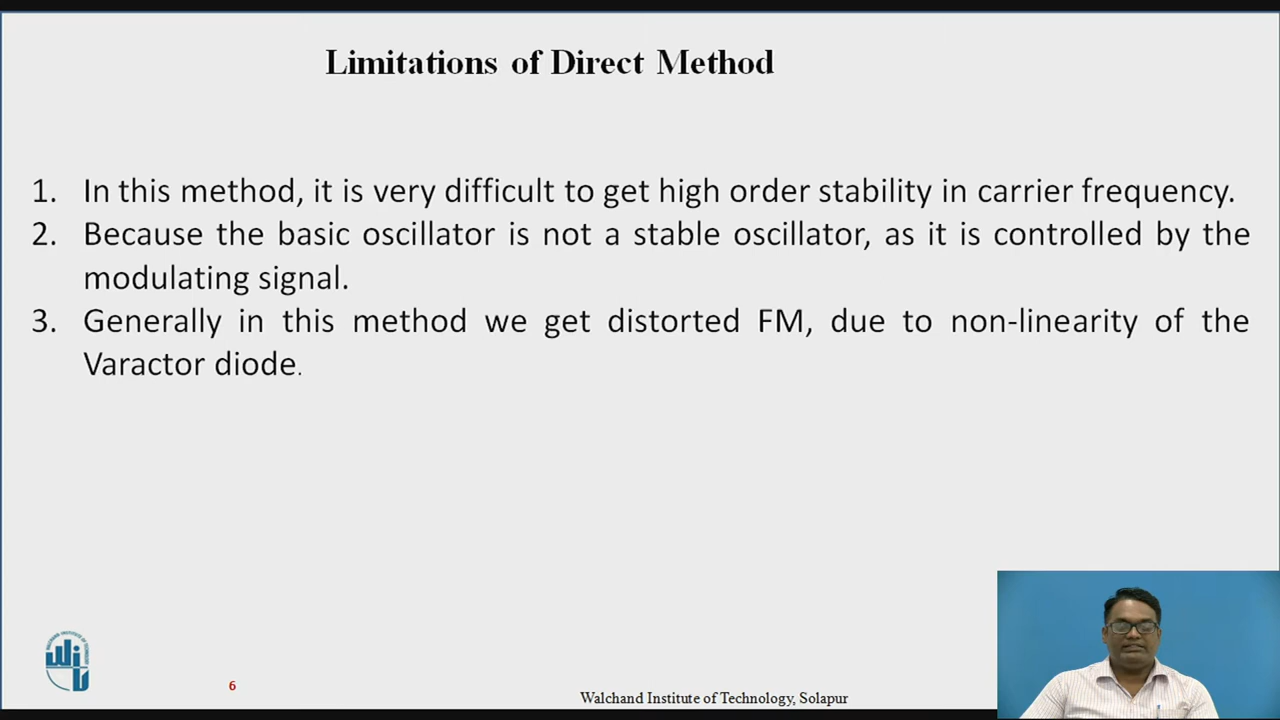 Limitations of Direct Method
1. In this method, it is very difficult to get high order stability in carrier frequency.
2. Because the basic oscillator is not a stable oscillator, as it is controlled by the
modulating signal.
3. Generally in this method we get distorted FM, due to non-linearity of the
Varactor diode.
6
Walchand Institute of Technology, Solapur